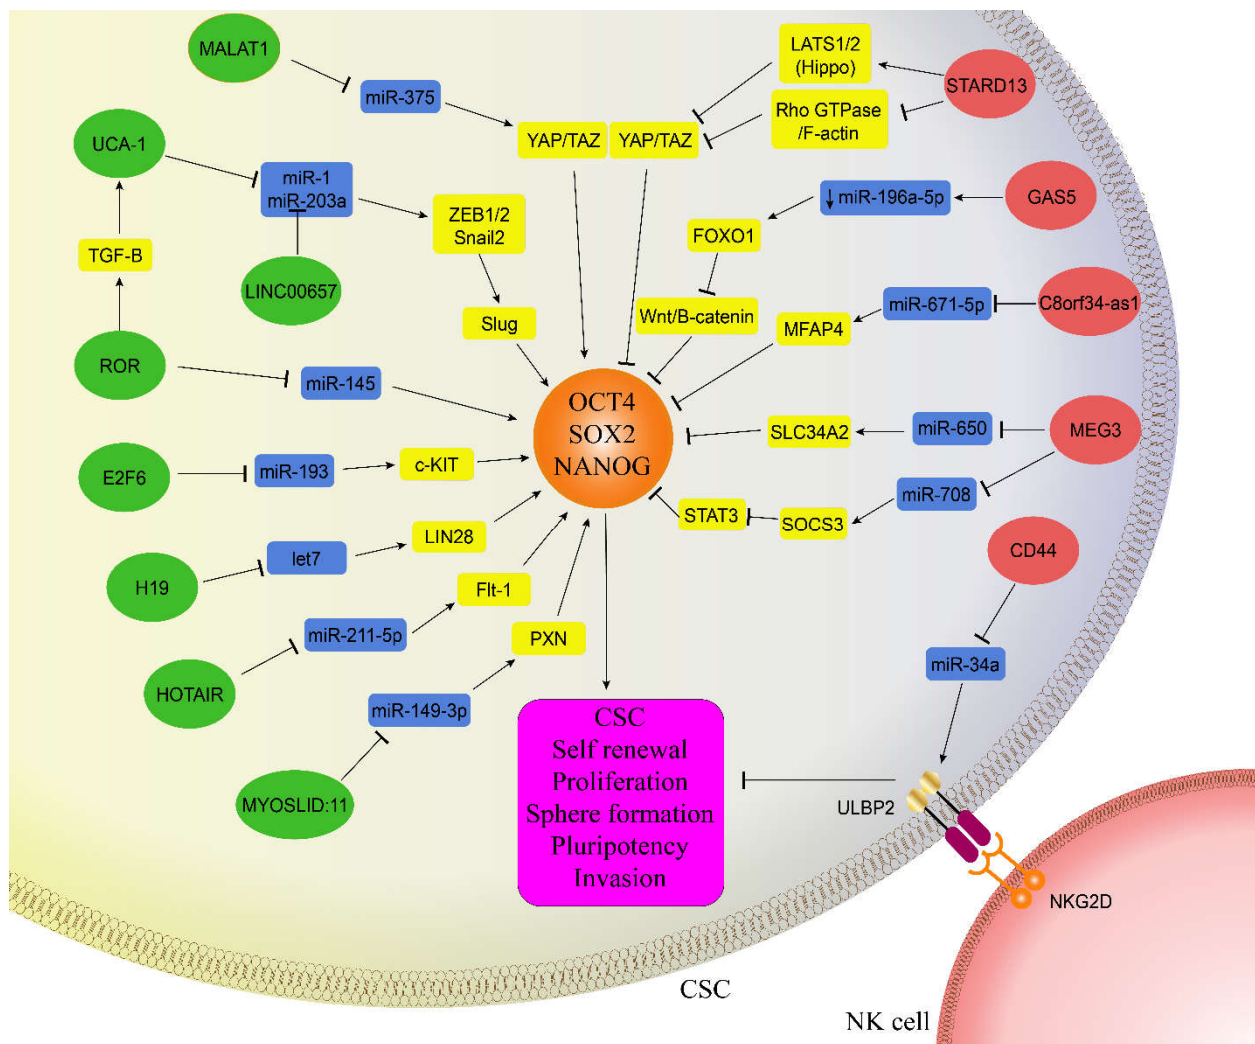 MALAT1
miR-375
YAP/TAZ
YAP/TAZ
LATS1/2
(Hippo)
Rho GTPase
/F-actin
STARD13
UCA-1
miR-1
miR-203a
ZEB1/2
Snail2
Slug
TGF-B
LINC00657
ROR
miR-145
miR-196a-5p
GAS5
FOXO1
Wnt/B-catenin
MFAP4
miR-671-5p
C8orf34-as1
OCT4
SOX2
NANOG
SLC34A2
miR-650
MEG3
miR-708
STAT3
SOCS3
E2F6
miR-193
c-KIT
H19
let7
LIN28
HOTAIR
miR-211-5p
Flt-1
MYOSLID:11
miR-149-3p
PXN
CD44
miR-34a
CSC
Self renewal
Proliferation
Sphere formation
Pluripotency
Invasion
ULBP2
NKG2D
CSC
NK cell